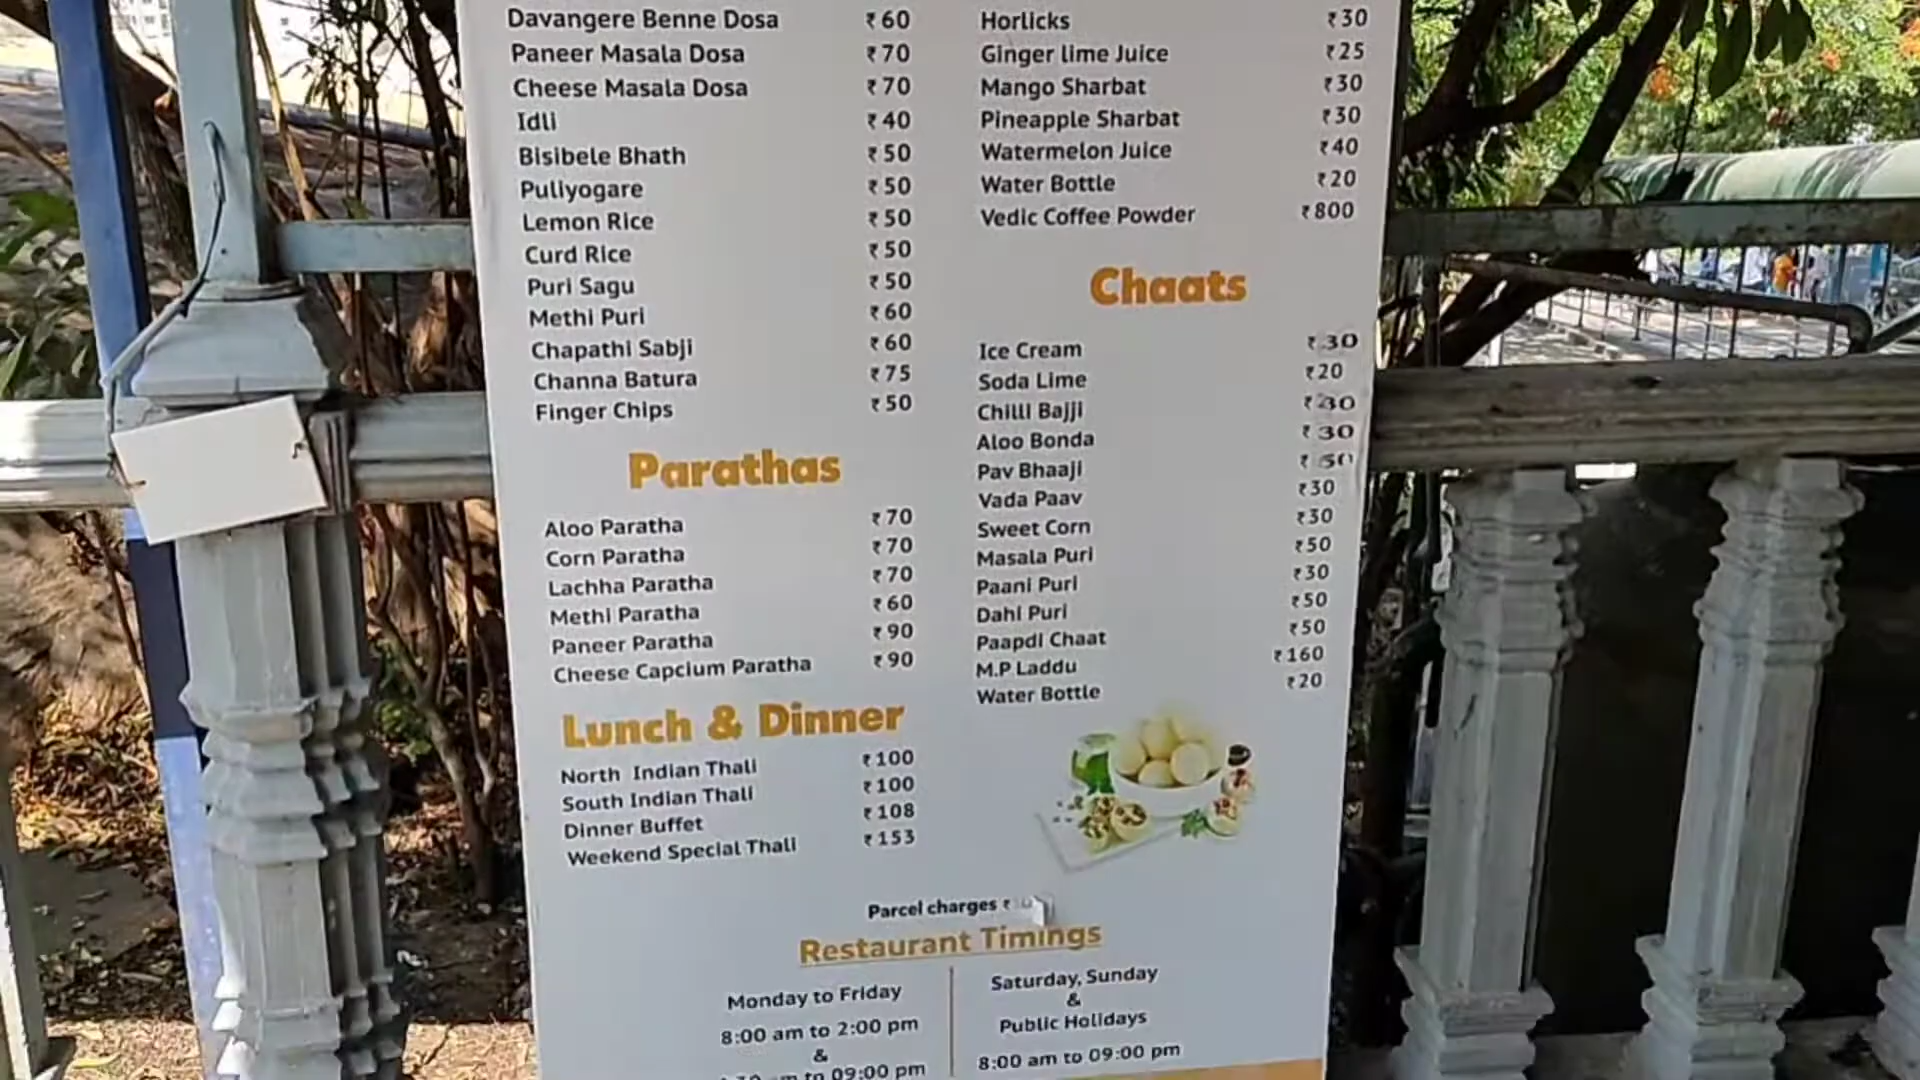 Davangere Benne Dosa ₹60
Paneer Masala Dosa ₹70
Cheese Masala Dosa ₹70
Idli ₹40
Bisibele Bhath ₹50
Puliyogare ₹50
Lemon Rice ₹50
Curd Rice ₹50
Puri Sagu ₹50
Methi Puri ₹60
Chapathi Sabji ₹60
Channa Batura ₹75
Finger Chips ₹50
Parathas
Aloo Paratha ₹70
Corn Paratha ₹70
Lachha Paratha ₹70
Methi Paratha ₹60
Paneer Paratha ₹90
Cheese Capcium Paratha ₹90
Lunch & Dinner
North Indian Thali ₹100
South Indian Thali ₹100
Dinner Buffet ₹108
Weekend Special Thali ₹153
Horlicks ₹30
Ginger lime Juice ₹25
Mango Sharbat ₹30
Pineapple Sharbat ₹30
Watermelon Juice ₹40
Water Bottle ₹20
Vedic Coffee Powder ₹800
Chaats
Ice Cream ₹30
Soda Lime ₹20
Chilli Bajji ₹30
Aloo Bonda ₹30
Pav Bhaaji ₹50
Vada Paav ₹30
Sweet Corn ₹30
Masala Puri ₹50
Paani Puri ₹30
Dahi Puri ₹50
Paapdi Chaat ₹50
M.P Laddu ₹160
Water Bottle ₹20
Parcel charges ₹
Restaurant Timings
Monday to Friday
8:00 am to 2:00 pm
&
to 09:00 pm
Saturday, Sunday
&
Public Holidays
8:00 am to 09:00 pm